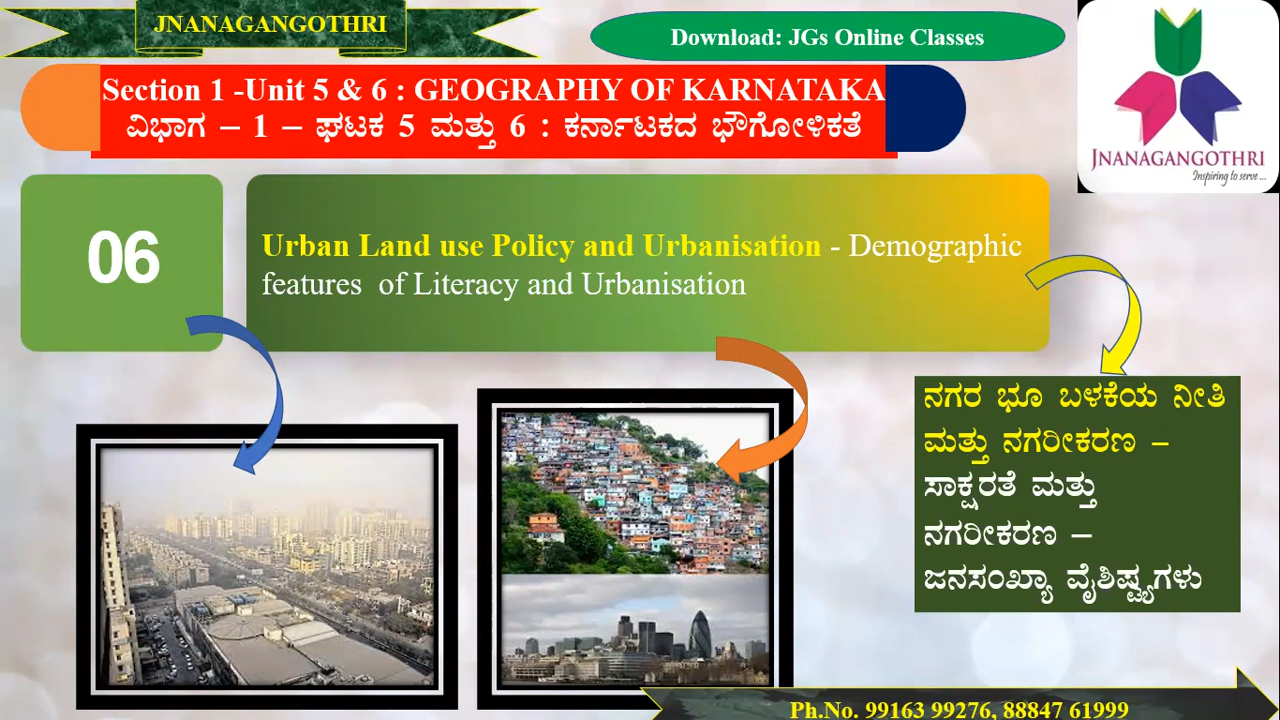 JNANAGANGOTHRI
Download: JGs Online Classes
Section 1 -Unit 5 & 6 : GEOGRAPHY OF KARNATAKA
ವಿಭಾಗ – 1 – ಘಟಕ 5 ಮತ್ತು 6 : ಕರ್ನಾಟಕದ ಭೌಗೋಳಿಕತೆ
JNANAGANGOTHRI
Inspiring to serve ...
06
Urban Land use Policy and Urbanisation - Demographic
features of Literacy and Urbanisation
ನಗರ ಭೂ ಬಳಕೆಯ ನೀತಿ
ಮತ್ತು ನಗರೀಕರಣ –
ಸಾಕ್ಷರತೆ ಮತ್ತು
ನಗರೀಕರಣ –
ಜನಸಂಖ್ಯಾ ವೈಶಿಷ್ಟ್ಯಗಳು
Ph.No. 99163 99276, 88847 61999